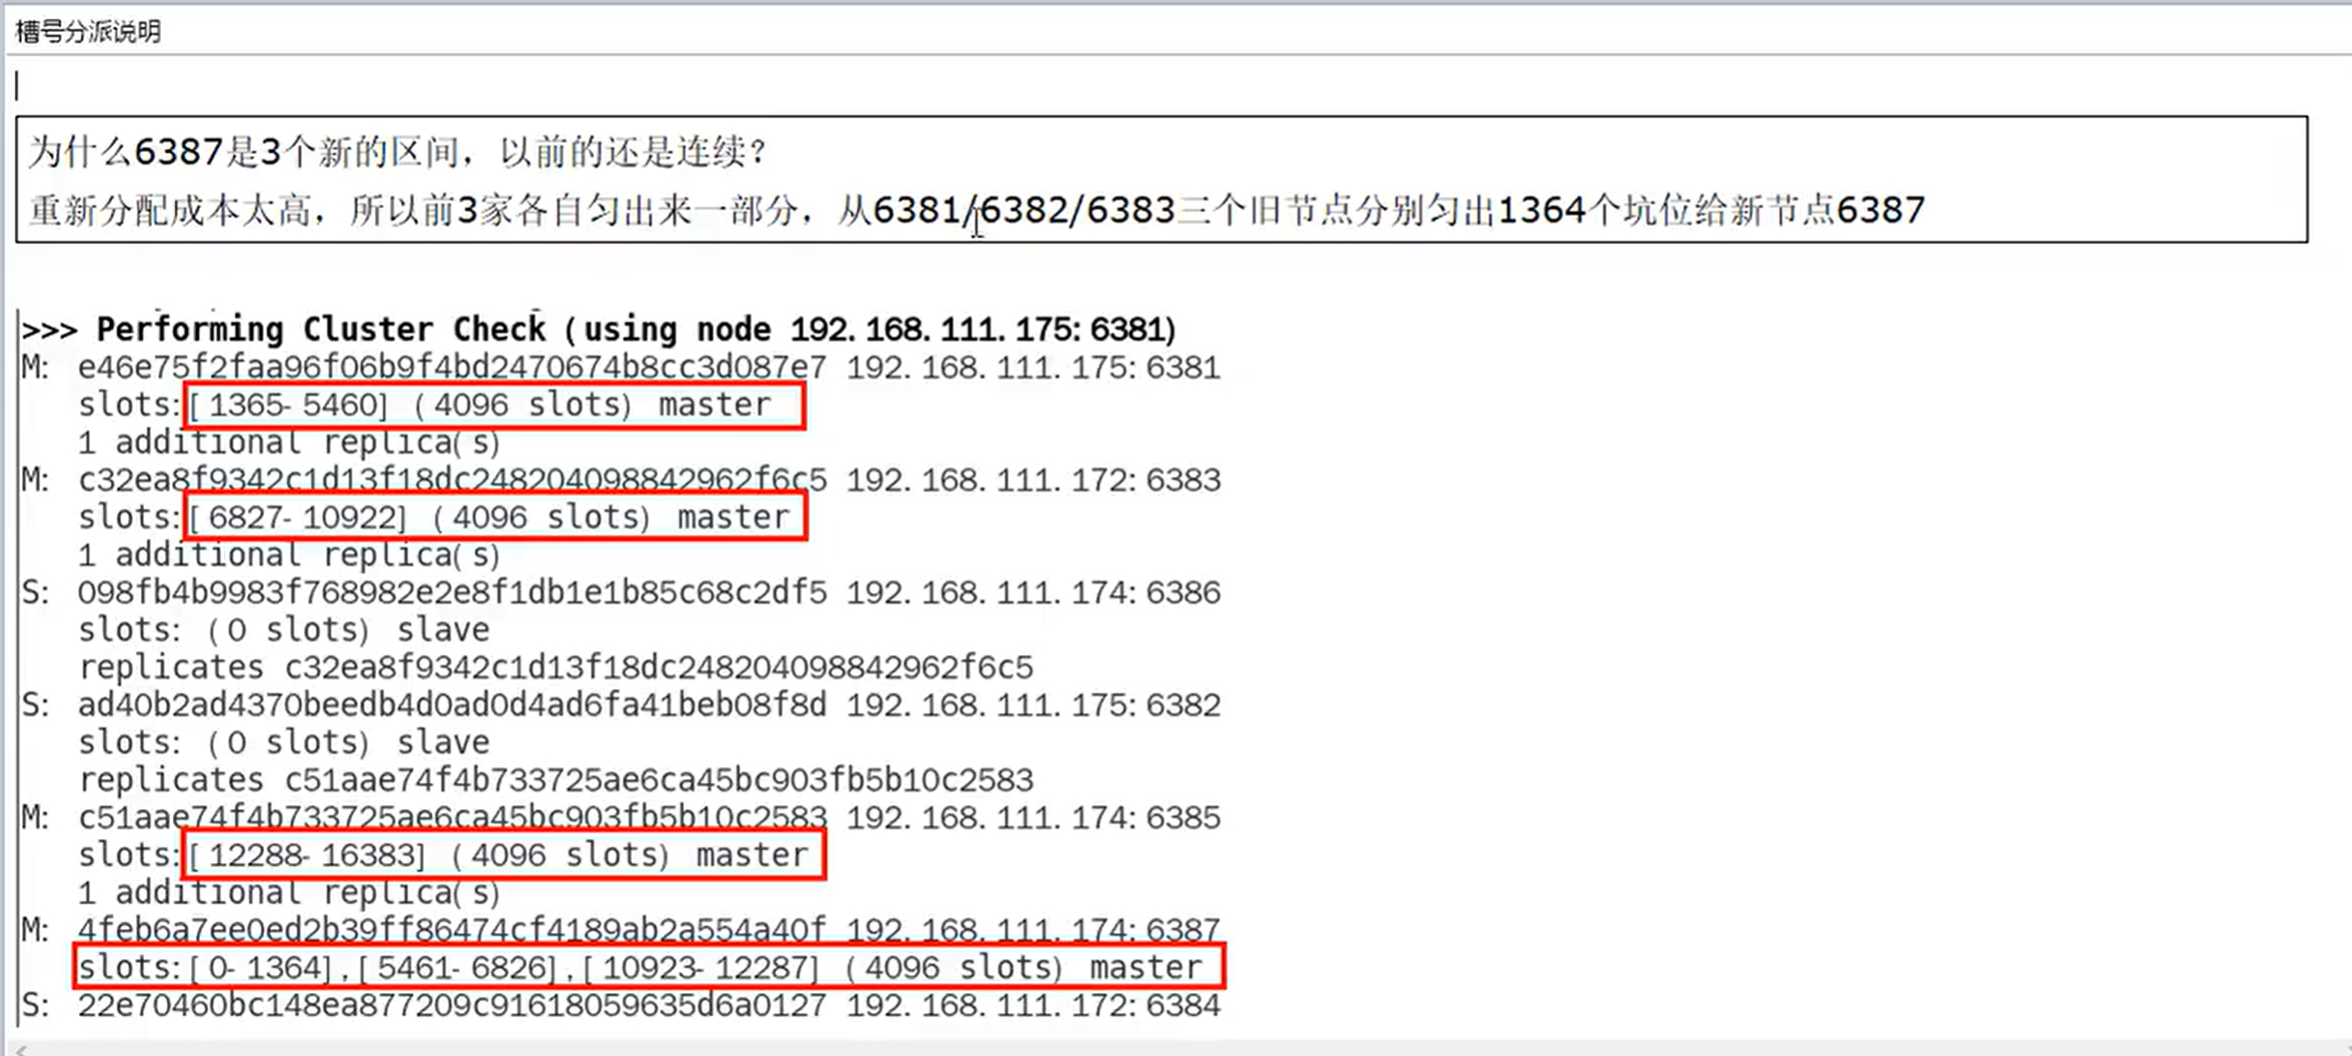 槽号分派说明
为什么6387是3个新的区间，以前的还是连续？
重新分配成本太高，所以前3家各自匀出来一部分，从6381/6382/6383三个旧节点分别匀出1364个坑位给新节点6387
>>> Performing Cluster Check (using node 192.168.111.175:6381)
M: e46e75f2faa96f06b9f4bd2470674b8cc3d087e7 192.168.111.175:6381
slots:[1365-5460] (4096 slots) master
1 additional replica(s)
M: c32ea8f9342c1d13f18dc248204098842962f6c5 192.168.111.172:6383
slots:[6827-10922] (4096 slots) master
1 additional replica(s)
S: 098fb4b9983f768982e2e8f1db1e1b85c68c2df5 192.168.111.174:6386
slots: (0 slots) slave
replicates c32ea8f9342c1d13f18dc248204098842962f6c5
S: ad40b2ad4370beedb4d0ad0d4ad6fa41beb08f8d 192.168.111.175:6382
slots: (0 slots) slave
replicates c51aae74f4b733725ae6ca45bc903fb5b10c2583
M: c51aae74f4b733725ae6ca45bc903fb5b10c2583 192.168.111.174:6385
slots:[12288-16383] (4096 slots) master
1 additional replica(s)
M: 4feb6a7ee0ed2b39ff86474cf4189ab2a554a40f 192.168.111.174:6387
slots:[0-1364],[5461-6826],[10923-12287] (4096 slots) master
S: 22e70460bc148ea877209c91618059635d6a0127 192.168.111.172:6384